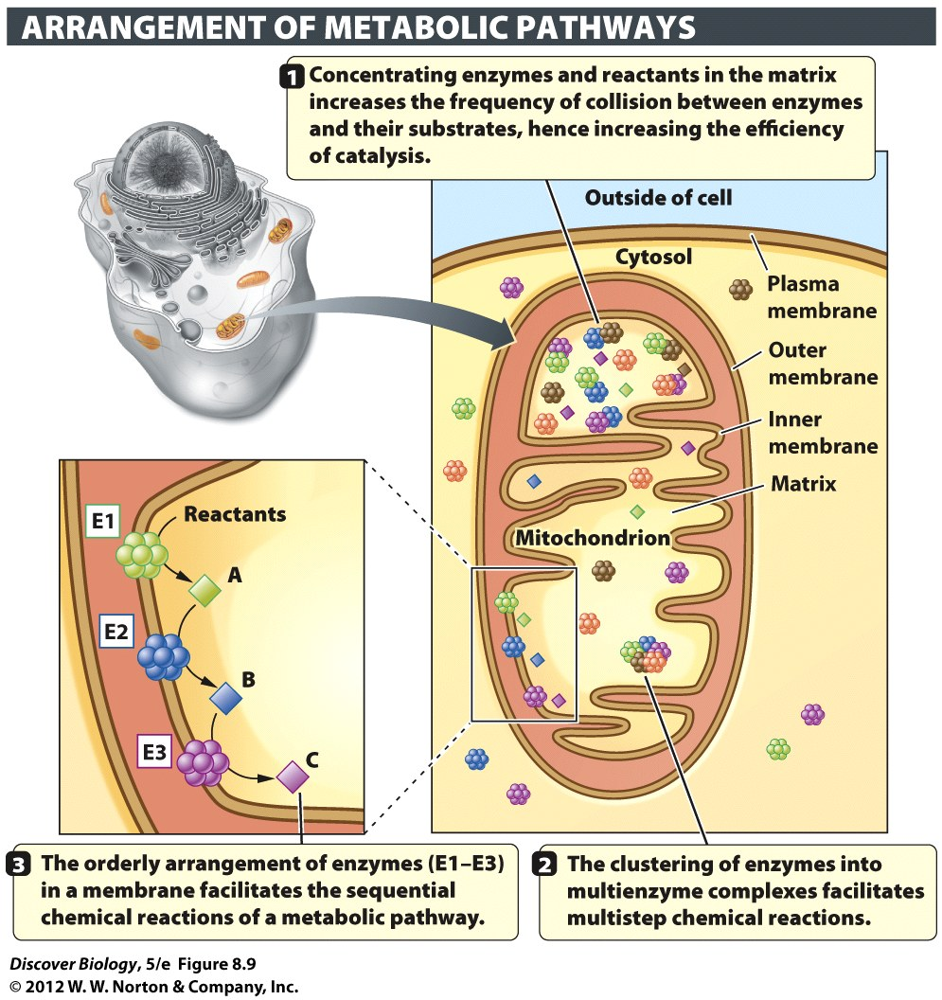 ARRANGEMENT OF METABOLIC PATHWAYS
1 Concentrating enzymes and reactants in the matrix
increases the frequency of collision between enzymes
and their substrates, hence increasing the efficiency
of catalysis.
Outside of cell
Cytosol
Plasma
membrane
Outer
membrane
Inner
membrane
Matrix
Mitochondrion
E1
Reactants
A
E2
B
E3
C
3 The orderly arrangement of enzymes (E1–E3)
in a membrane facilitates the sequential
chemical reactions of a metabolic pathway.
2 The clustering of enzymes into
multienzyme complexes facilitates
multistep chemical reactions.
Discover Biology, 5/e Figure 8.9
© 2012 W. W. Norton & Company, Inc.